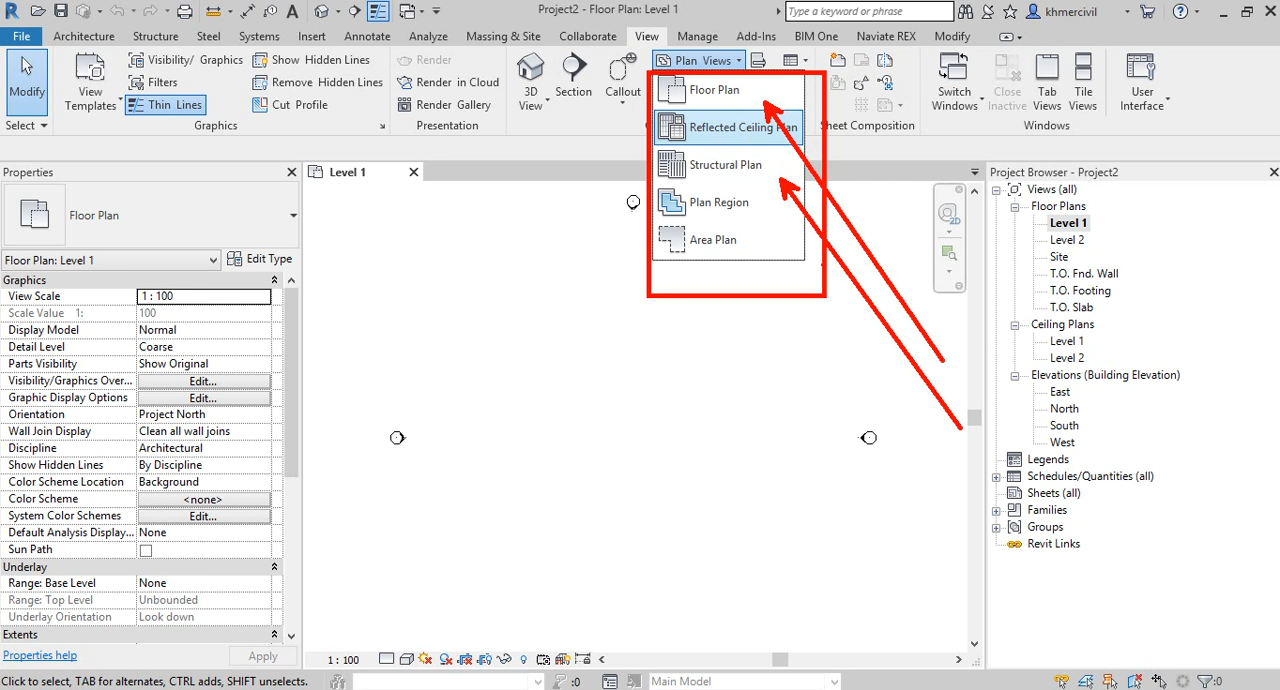 Project2 - Floor Plan: Level 1
Type a keyword or phrase
khmercivil
File Architecture Structure Steel Systems Insert Annotate Analyze Massing & Site Collaborate View Manage Add-Ins BIM One Naviate REX Modify
Modify
Select
View
Templates
Visibility/ Graphics
Filters
Thin Lines
Show Hidden Lines
Remove Hidden Lines
Cut Profile
Graphics
Render
Render in Cloud
Render Gallery
Presentation
3D
View
Section
Callout
Plan Views
Floor Plan
Reflected Ceiling Plan
Structural Plan
Plan Region
Area Plan
Sheet Composition
Switch
Windows
Close
Inactive
Tab
Views
Tile
Views
User
Interface
Windows
Properties
Floor Plan
Floor Plan: Level 1
Edit Type
Graphics
View Scale 1 : 100
Scale Value 1: 100
Display Model Normal
Detail Level Coarse
Parts Visibility Show Original
Visibility/Graphics Over... Edit...
Graphic Display Options Edit...
Orientation Project North
Wall Join Display Clean all wall joins
Discipline Architectural
Show Hidden Lines By Discipline
Color Scheme Location Background
Color Scheme <none>
System Color Schemes Edit...
Default Analysis Display... None
Sun Path
Underlay
Range: Base Level None
Range: Top Level Unbounded
Underlay Orientation Look down
Extents
Properties help
Apply
Level 1
2D
Project Browser - Project2
Views (all)
Floor Plans
Level 1
Level 2
Site
T.O. Fnd. Wall
T.O. Footing
T.O. Slab
Ceiling Plans
Level 1
Level 2
Elevations (Building Elevation)
East
North
South
West
Legends
Schedules/Quantities (all)
Sheets (all)
Families
Groups
Revit Links
1 : 100
Click to select, TAB for alternates, CTRL adds, SHIFT unselects.
:0
Main Model
:0